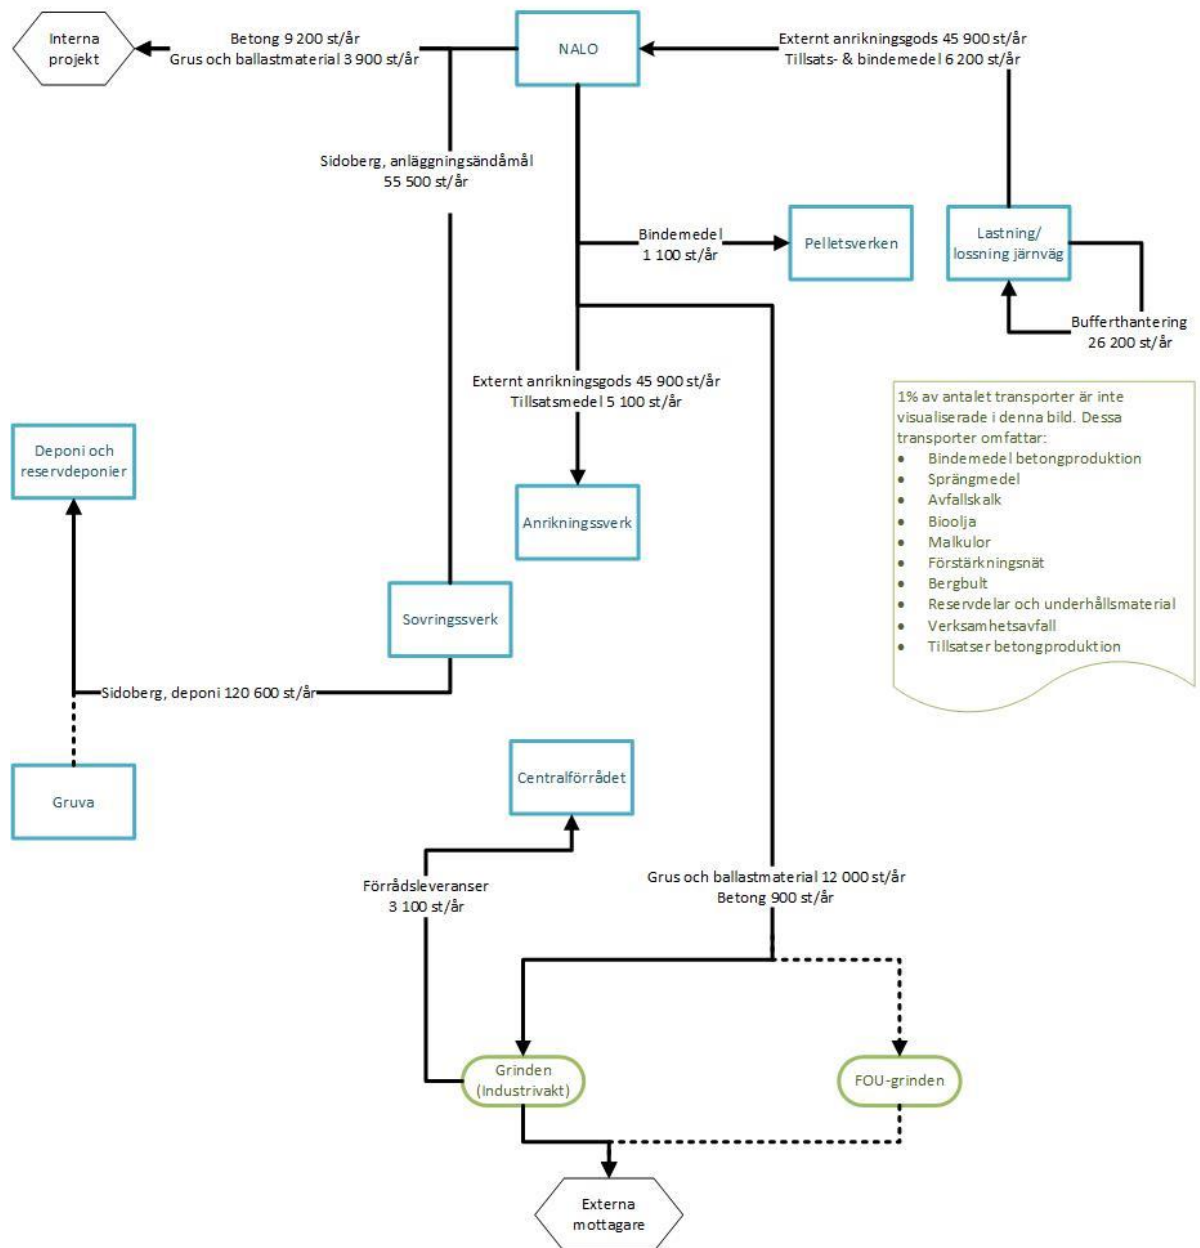 Interna
projekt
Betong 9 200 st/år
Grus och ballastmaterial 3 900 st/år
NALO
Externt anrikningsgods 45 900 st/år
Tillsats- & bindemedel 6 200 st/år
Sidoberg, anläggningsändåmål
55 500 st/år
Bindemedel
1 100 st/år
Pelletsverken
Lastning/
lossning järnväg
Bufferthantering
26 200 st/år
Externt anrikningsgods 45 900 st/år
Tillsatsmedel 5 100 st/år
1% av antalet transporter är inte
visualiserade i denna bild. Dessa
transporter omfattar:
• Bindemedel betongproduktion
• Sprängmedel
• Avfallskalk
• Bioolja
• Malkulor
• Förstärkningsnät
• Bergbult
• Reservdelar och underhållsmaterial
• Verksamhetsavfall
• Tillsatser betongproduktion
Deponi och
reservdeponier
Anrikningssverk
Sovringssverk
Sidoberg, deponi 120 600 st/år
Gruva
Centralförrådet
Förrådsleveranser
3 100 st/år
Grus och ballastmaterial 12 000 st/år
Betong 900 st/år
Grinden
(Industrivakt)
FOU-grinden
Externa
mottagare